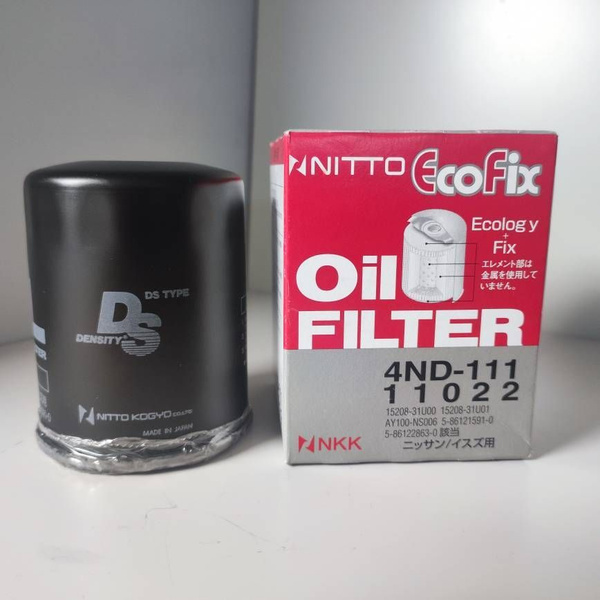 DS TYPE
DS
DENSITY
NITTO KOGYO CO.,LTD.
MADE IN JAPAN
NITTO EcoFix
Ecology
+
Fix
エレメント部は
金属を使用して
いません。
Oil
FILTER
4ND-111
11022
15208-31U00 15208-31U01
AY100-NS006 5-86121591-0
5-86122863-0 該当
NKK ニッサン/イスズ用